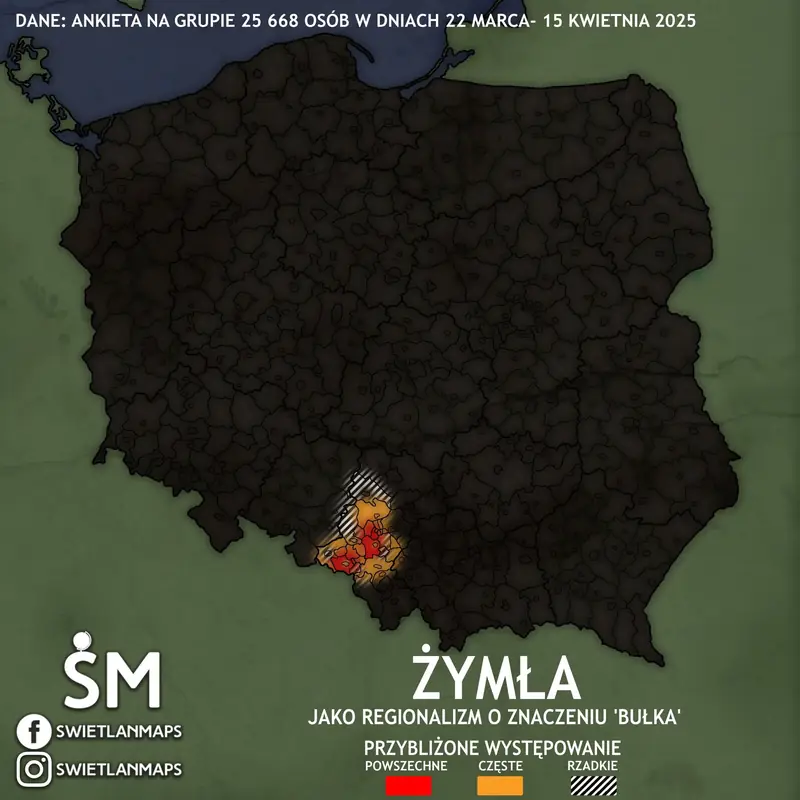 DANE: ANKIETA NA GRUPIE 25 668 OSÓB W DNIACH 22 MARCA- 15 KWIETNIA 2025
ŚM
SWIETLANMAPS
SWIETLANMAPS
ŻYMŁA
JAKO REGIONALIZM O ZNACZENIU 'BUŁKA'
PRZYBLIŻONE WYSTĘPOWANIE
POWSZECHNE CZĘSTE RZADKIE